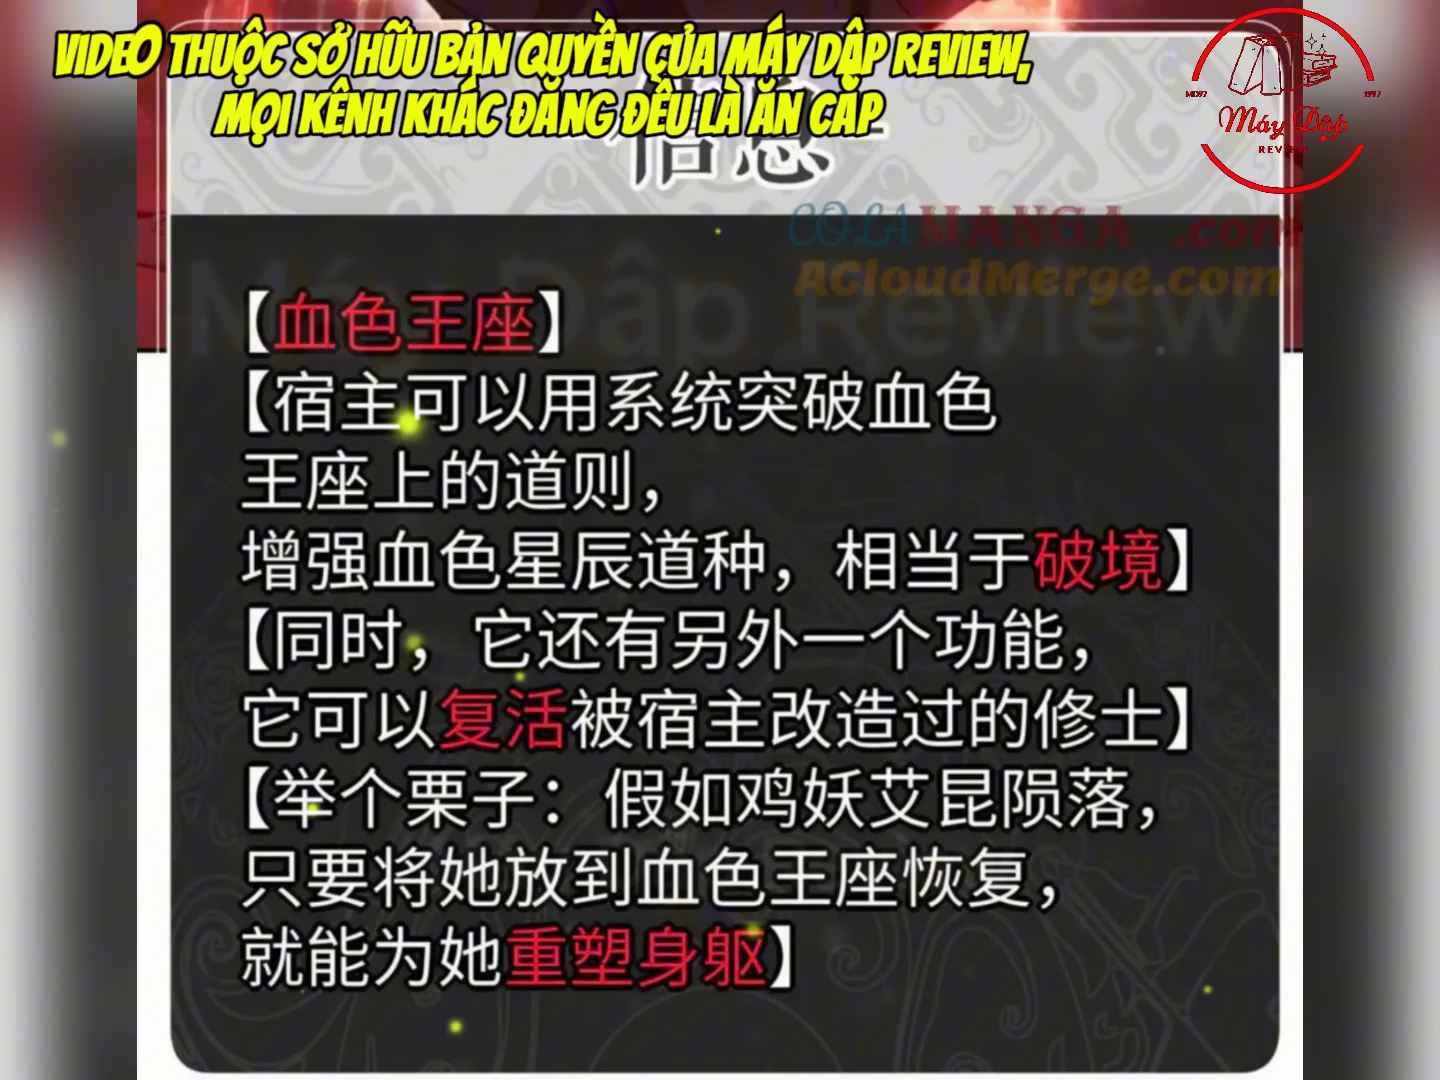 VIDEO THUỘC SỞ HỮU BẢN QUYỀN CỦA MÁY DẬP REVIEW,
MỌI KÊNH KHÁC ĐĂNG ĐỀU LÀ ĂN CẮP
Máy Dập
REVIEW
信息
COLAMANGA.com
ACloudMerge.com
Máy Dập Review
【血色王座】
【宿主可以用系统突破血色
王座上的道则，
增强血色星辰道种，相当于破境】
【同时，它还有另外一个功能，
它可以复活被宿主改造过的修士】
【举个栗子：假如鸡妖艾昆陨落，
只要将她放到血色王座恢复，
就能为她重塑身躯】